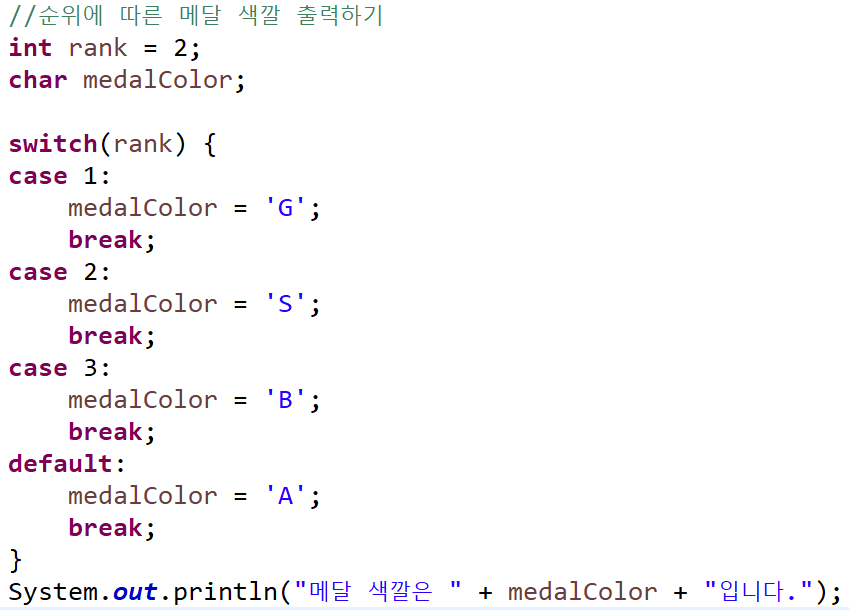 //순위에 따른 메달 색깔 출력하기
int rank = 2;
char medalColor;

switch(rank) {
case 1:
    medalColor = 'G';
    break;
case 2:
    medalColor = 'S';
    break;
case 3:
    medalColor = 'B';
    break;
default:
    medalColor = 'A';
    break;
}
System.out.println("메달 색깔은 " + medalColor + "입니다.");